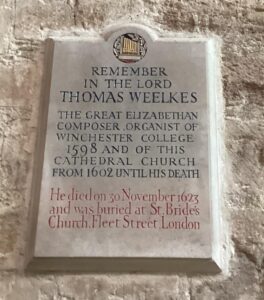 REMEMBER
IN THE LORD
THOMAS WEELKES
THE GREAT ELIZABETHAN
COMPOSER, ORGANIST OF
WINCHESTER COLLEGE
1598 AND OF THIS
CATHEDRAL CHURCH
FROM 1602 UNTIL HIS DEATH
He died on 30 November 1623
and was buried at St. Bride's
Church, Fleet Street, London